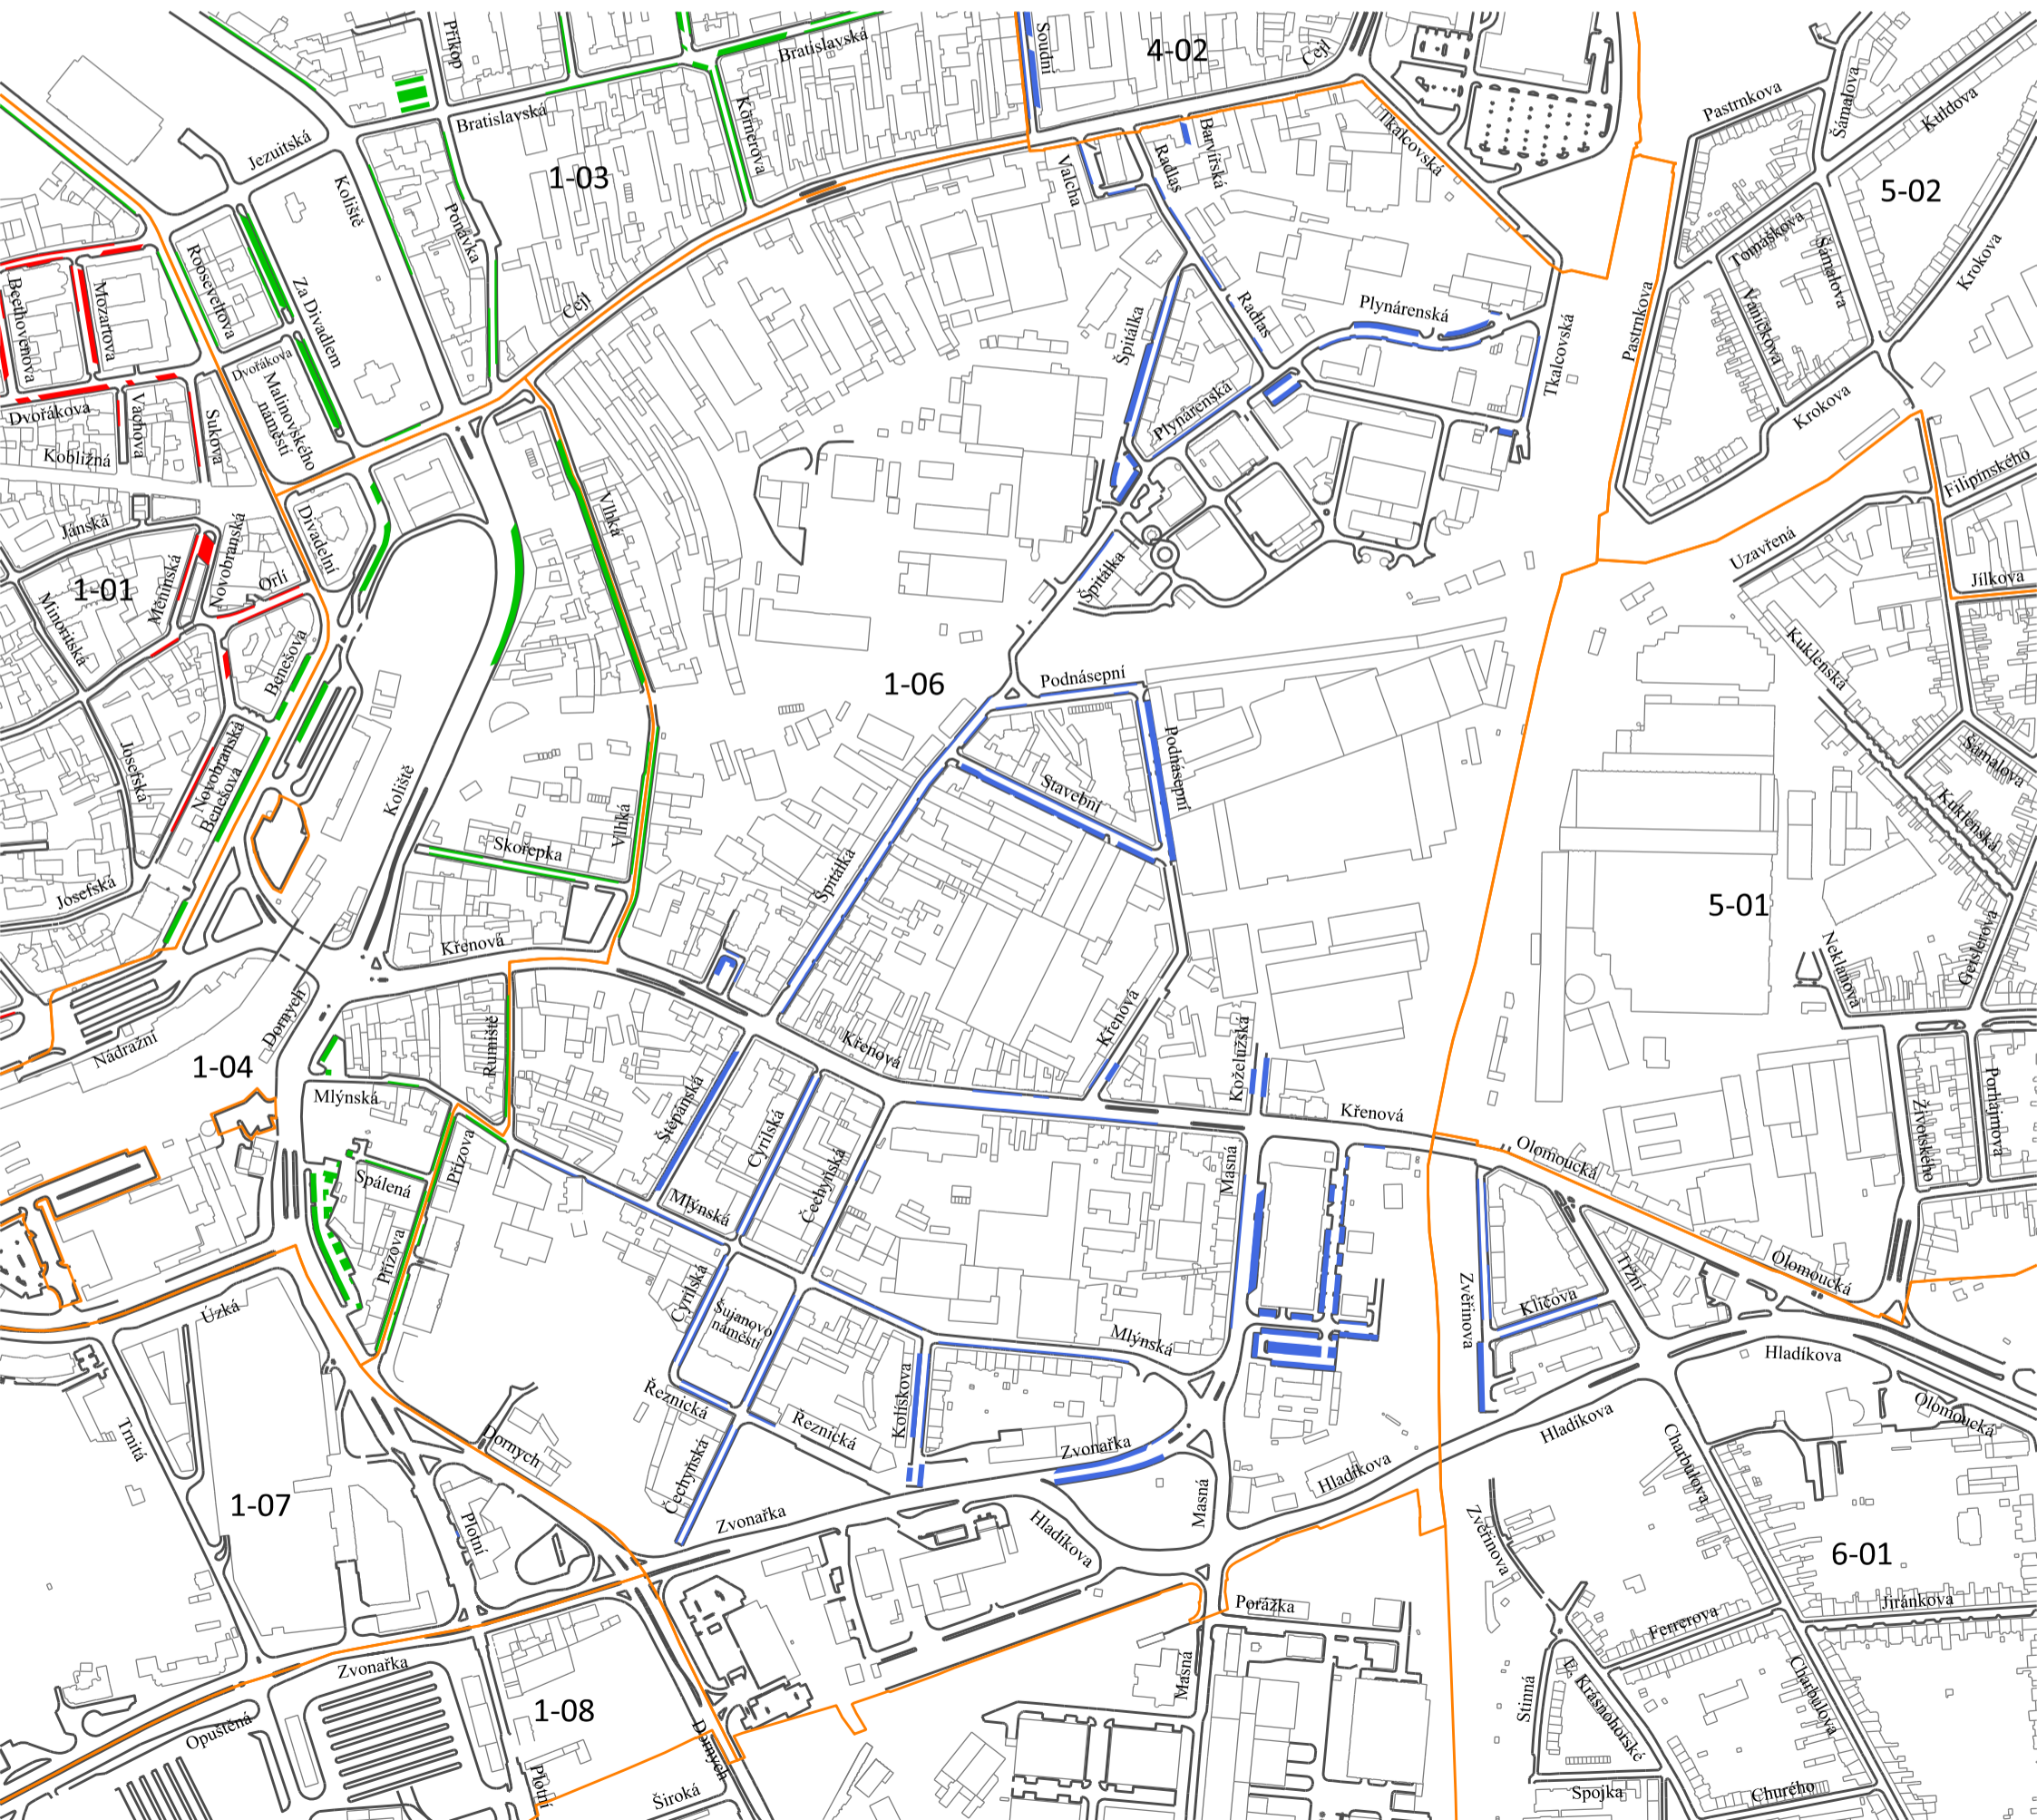 Příkop
Bratislavská
Soudní
4-02
Cejl
Pastrnkova
Šámalova
Kuldova
Jezuitská
Bratislavská
Körnerova
Koliště
1-03
Ponávka
Valcha
Radlas
Barvířská
Tkalcovská
5-02
Tomáškova
Šámalova
Krokova
Rooseveltova
Beethovenova
Mozartova
Za Divadlem
Cejl
Špitálka
Radlas
Plynárenská
Tkalcovská
Pastrnkova
Vaníčkova
Dvořákova
Malinovského
náměstí
Dvořákova
Vachova
Sukova
Kobližná
Plynárenská
Krokova
Filipínského
Jánská
Novobranská
Divadelní
Vlhká
Měnínská
1-01
Orlí
Minoritská
Špitálka
Uzavřená
Jílkova
Benešova
Kuklenská
1-06
Podnásepní
Podnásepní
Stavební
Josefská
Novobranská
Benešova
Koliště
Vlhká
Skořepka
Špitálka
Šámalova
Kuklenská
Josefská
Křenová
5-01
Neklanova
Geislerova
Nádražní
Dornych
1-04
Rumiště
Křenová
Křenová
Koželužská
Mlýnská
Křenová
Životského
Porhajmova
Štěpánská
Cyrilská
Čechyňská
Přízova
Spálená
Mlýnská
Masná
Olomoucká
Přízova
Cyrilská
Šujanovo
náměstí
Mlýnská
Zvěřinova
Klíčova
Tržní
Olomoucká
Úzká
Hladíkova
Trnitá
Řeznická
Řeznická
Kolískova
Zvonařka
Hladíkova
Charbulova
Olomoucká
Dornych
Čechyňská
Hladíkova
Masná
1-07
Plotní
Zvonařka
Hladíkova
Zvěřinova
6-01
Porážka
Ferrerova
Jiránkova
Zvonařka
Masná
Stinná
E. Krásnohorské
Charbulova
Opuštěná
1-08
Dornych
Plotní
Široká
Spojka
Churého